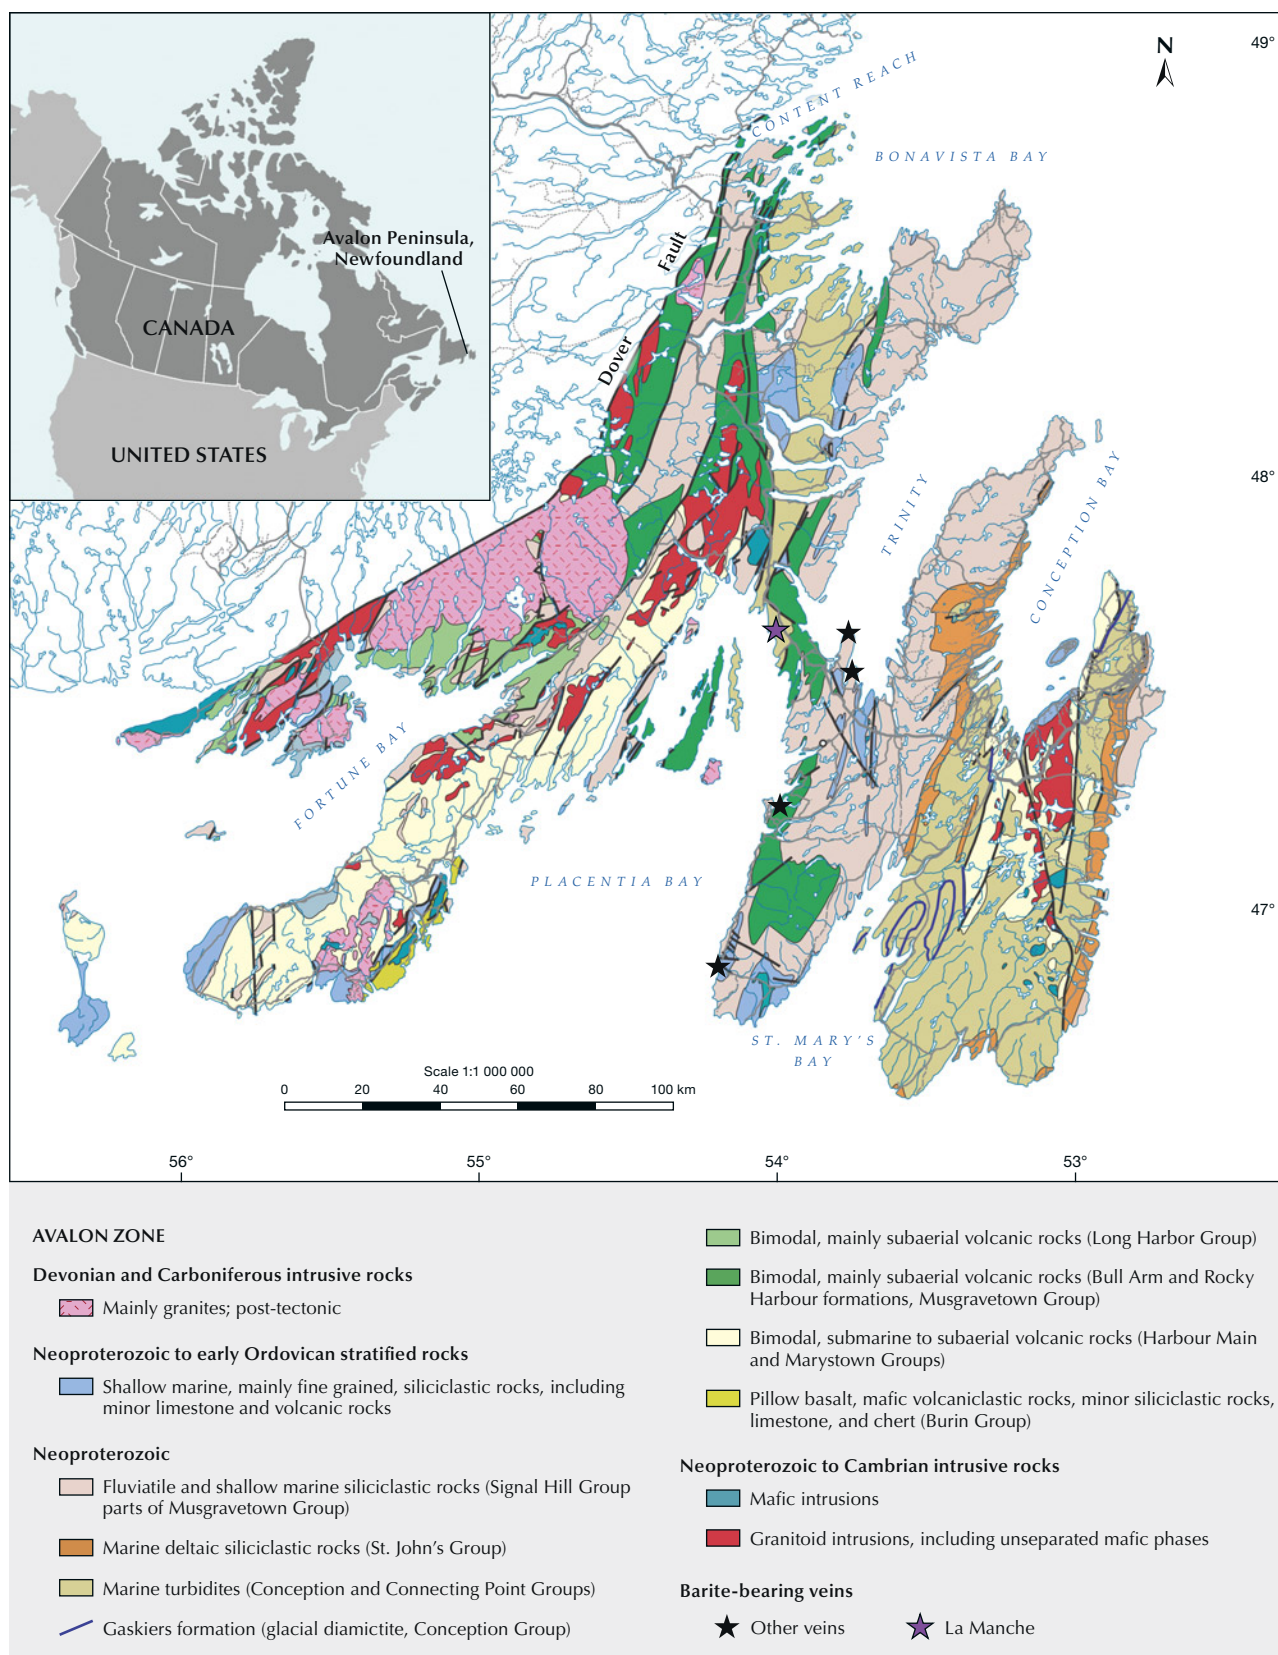 N
49°
CONTENT REACH
BONAVISTA BAY
Avalon Peninsula,
Newfoundland
CANADA
UNITED STATES
Dover Fault
48°
TRINITY
CONCEPTION BAY
FORTUNE BAY
PLACENTIA BAY
47°
ST. MARY'S
BAY
Scale 1:1 000 000
0 20 40 60 80 100 km
56° 55° 54° 53°
AVALON ZONE
Devonian and Carboniferous intrusive rocks
Mainly granites; post-tectonic
Neoproterozoic to early Ordovican stratified rocks
Shallow marine, mainly fine grained, siliciclastic rocks, including
minor limestone and volcanic rocks
Neoproterozoic
Fluviatile and shallow marine siliciclastic rocks (Signal Hill Group
parts of Musgravetown Group)
Marine deltaic siliciclastic rocks (St. John's Group)
Marine turbidites (Conception and Connecting Point Groups)
Gaskiers formation (glacial diamictite, Conception Group)
Bimodal, mainly subaerial volcanic rocks (Long Harbor Group)
Bimodal, mainly subaerial volcanic rocks (Bull Arm and Rocky
Harbour formations, Musgravetown Group)
Bimodal, submarine to subaerial volcanic rocks (Harbour Main
and Marystown Groups)
Pillow basalt, mafic volcaniclastic rocks, minor siliciclastic rocks,
limestone, and chert (Burin Group)
Neoproterozoic to Cambrian intrusive rocks
Mafic intrusions
Granitoid intrusions, including unseparated mafic phases
Barite-bearing veins
Other veins
La Manche